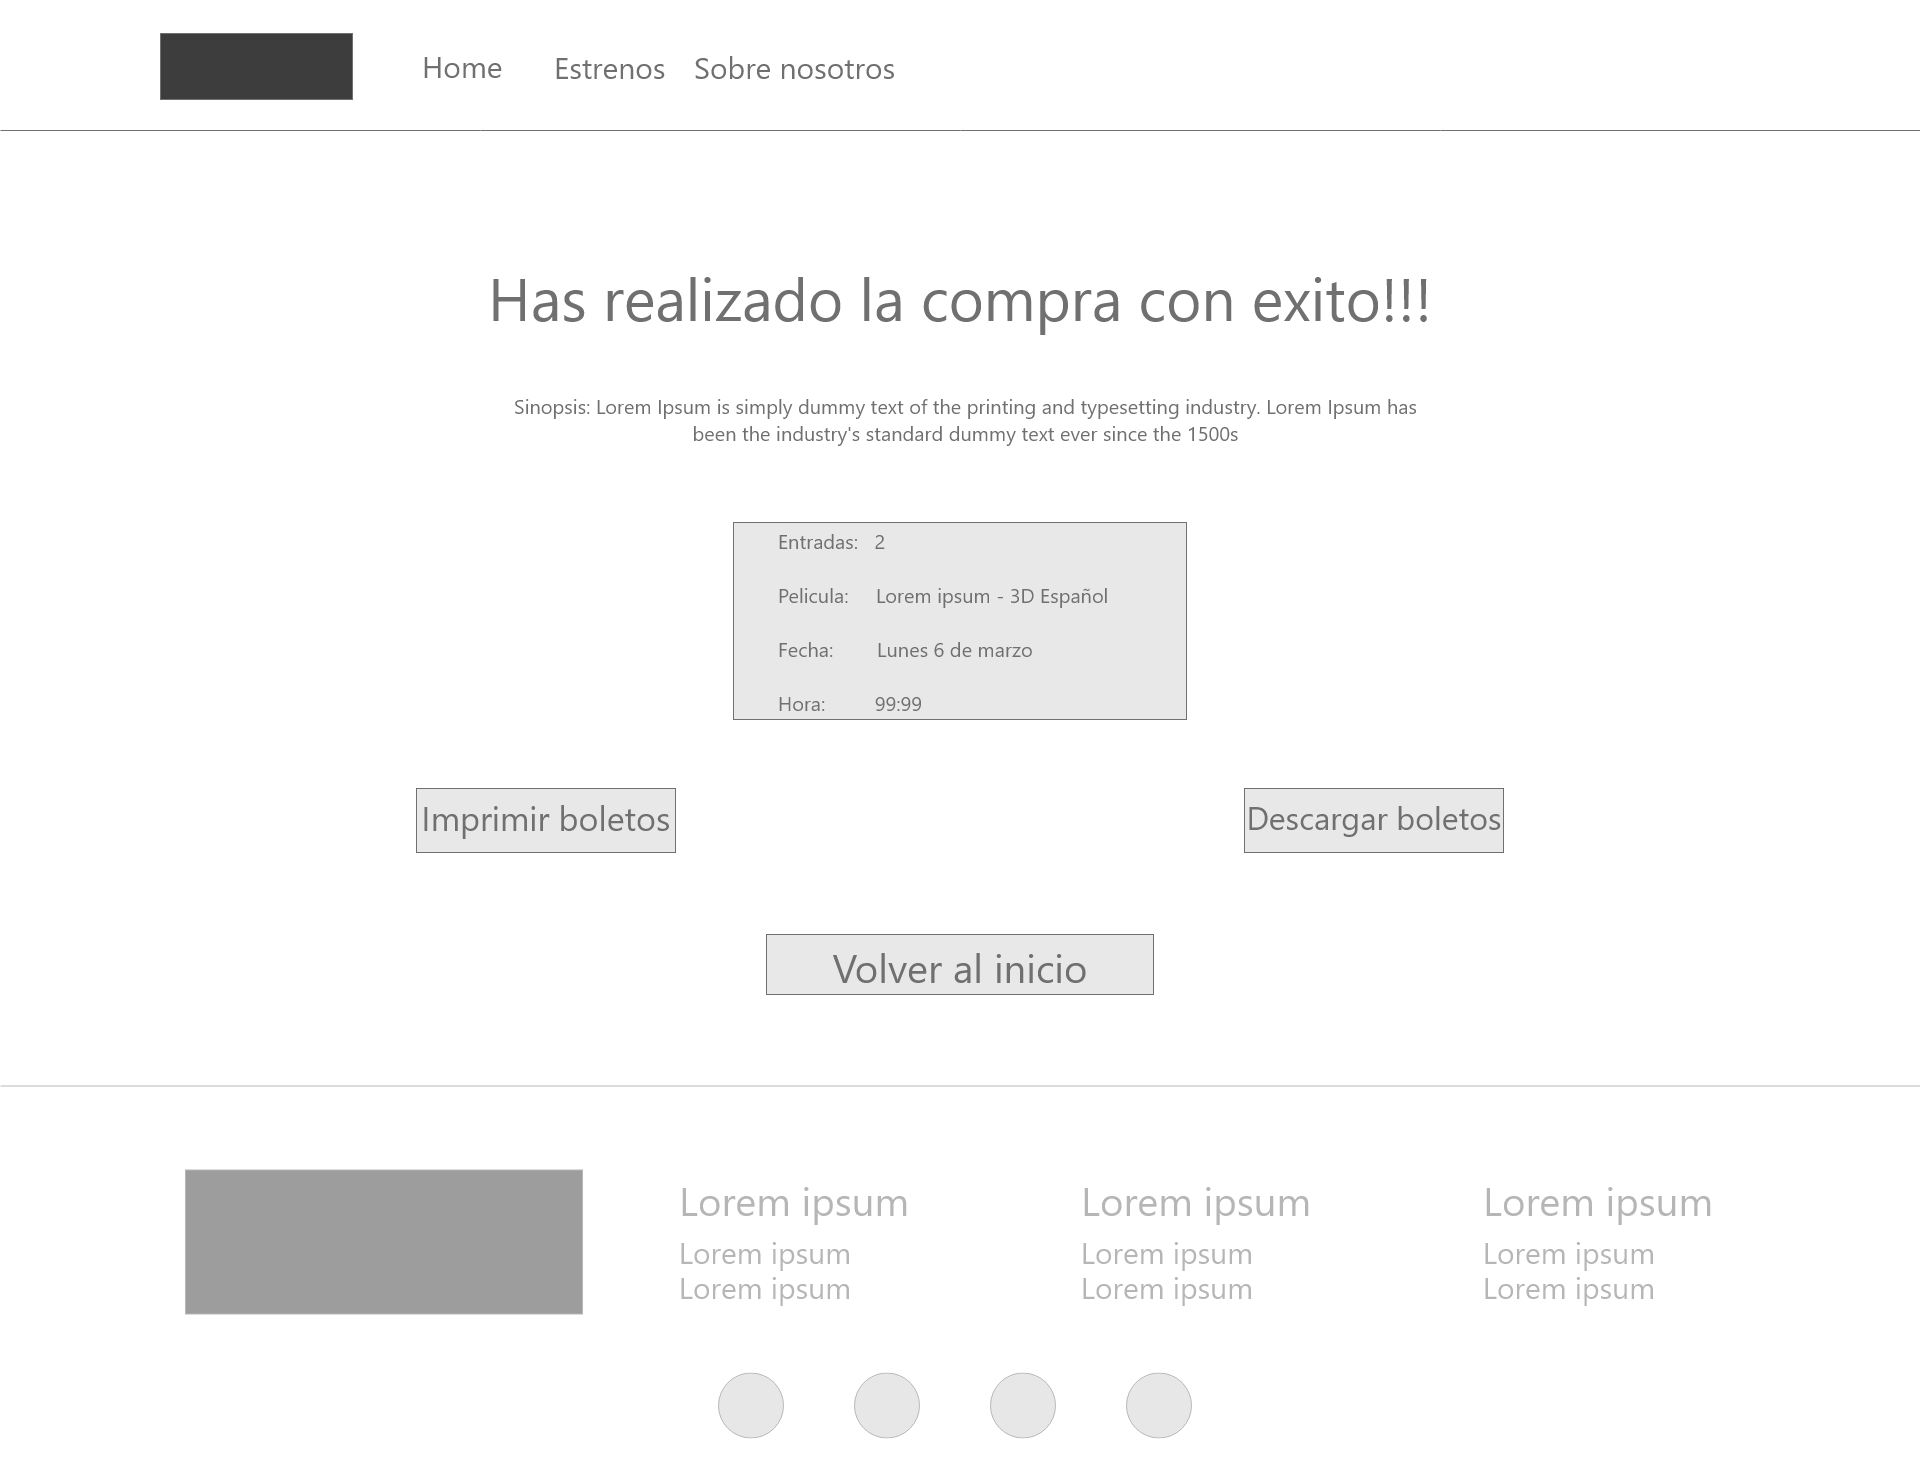 Home Estrenos Sobre nosotros
Has realizado la compra con exito!!!
Sinopsis: Lorem Ipsum is simply dummy text of the printing and typesetting industry. Lorem Ipsum has
been the industry's standard dummy text ever since the 1500s
Entradas: 2
Pelicula: Lorem ipsum - 3D Español
Fecha: Lunes 6 de marzo
Hora: 99:99
Imprimir boletos
Descargar boletos
Volver al inicio
Lorem ipsum
Lorem ipsum
Lorem ipsum
Lorem ipsum
Lorem ipsum
Lorem ipsum
Lorem ipsum
Lorem ipsum
Lorem ipsum